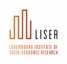 LISER
LUXEMBOURG INSTITUTE OF
SOCIO-ECONOMIC RESEARCH